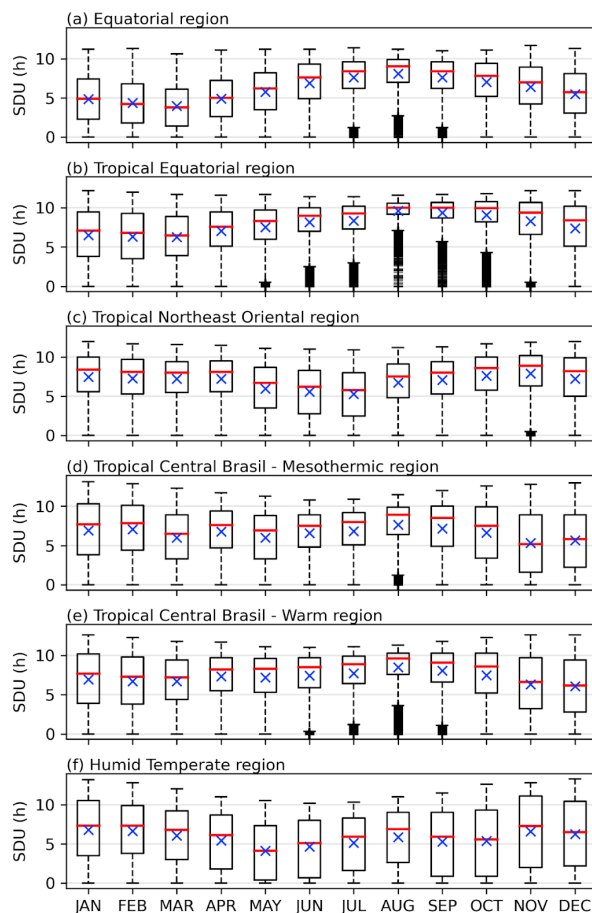 (a) Equatorial region
10
5
0
SDU (h)
(b) Tropical Equatorial region
10
5
0
SDU (h)
(c) Tropical Northeast Oriental region
10
5
0
SDU (h)
(d) Tropical Central Brasil - Mesothermic region
10
5
0
SDU (h)
(e) Tropical Central Brasil - Warm region
10
5
0
SDU (h)
(f) Humid Temperate region
10
5
0
SDU (h)
JAN FEB MAR APR MAY JUN JUL AUG SEP OCT NOV DEC